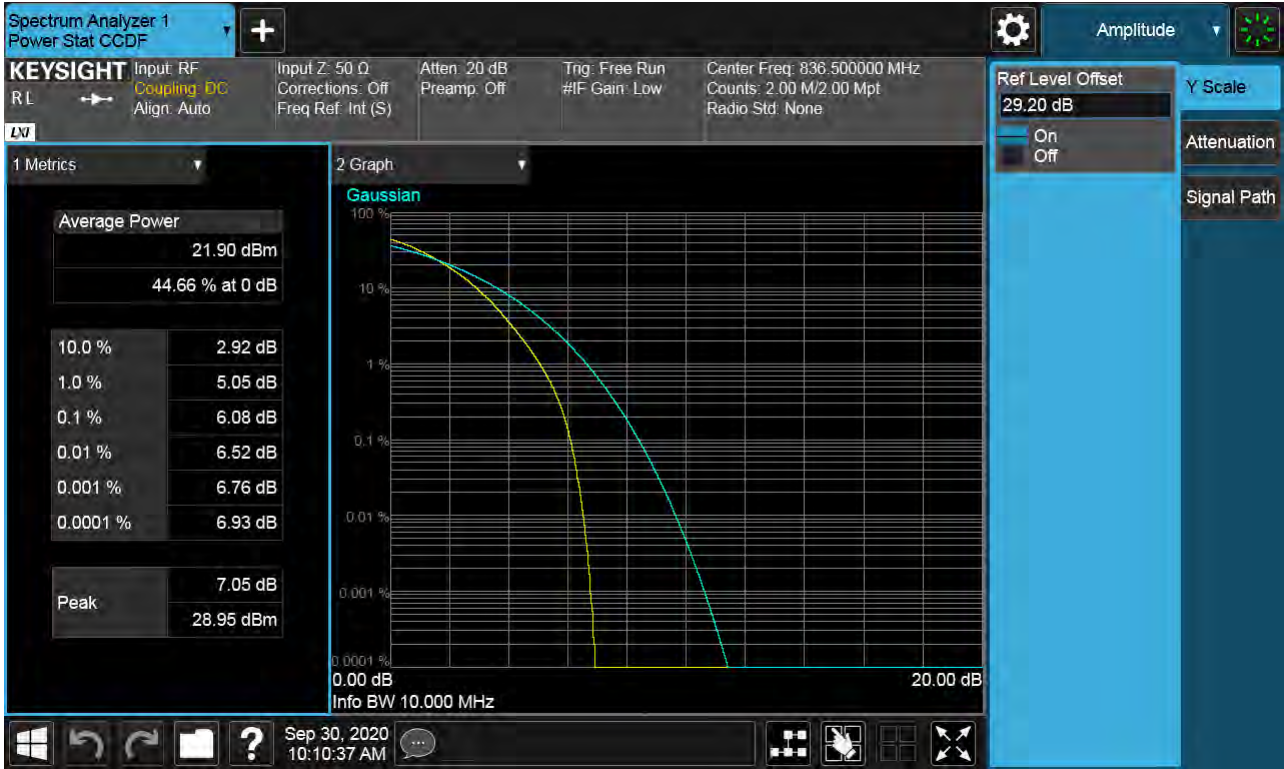 Spectrum Analyzer 1
Power Stat CCDF
+
Amplitude
KEYSIGHT
RL
LXI
Input: RF
Coupling: DC
Align: Auto
Input Z: 50 Ω
Corrections: Off
Freq Ref: Int (S)
Atten: 20 dB
Preamp: Off
Trig: Free Run
#IF Gain: Low
Center Freq: 836.500000 MHz
Counts: 2.00 M/2.00 Mpt
Radio Std: None
Ref Level Offset
29.20 dB
On
Off
Y Scale
Attenuation
Signal Path
1 Metrics
Average Power
21.90 dBm
44.66 % at 0 dB
10.0 % 2.92 dB
1.0 % 5.05 dB
0.1 % 6.08 dB
0.01 % 6.52 dB
0.001 % 6.76 dB
0.0001 % 6.93 dB
Peak
7.05 dB
28.95 dBm
2 Graph
Gaussian
100 %
10 %
1 %
0.1 %
0.01 %
0.001 %
0.0001 %
0.00 dB 20.00 dB
Info BW 10.000 MHz
?
Sep 30, 2020
10:10:37 AM